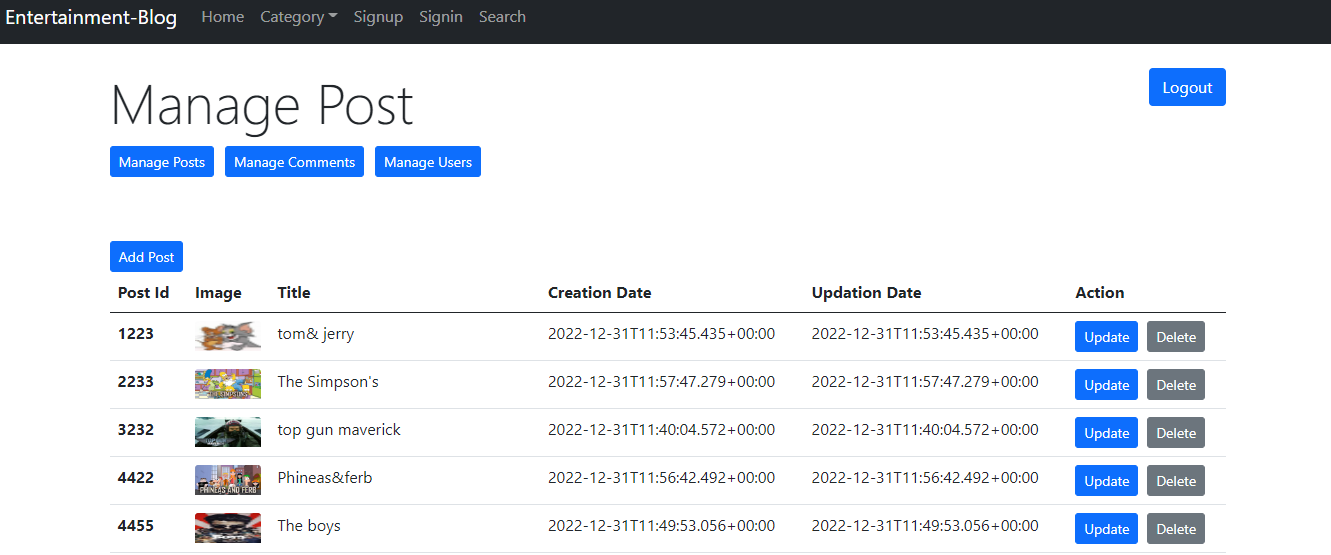 Entertainment-Blog Home Category Signup Signin Search
Manage Post
Logout
Manage Posts Manage Comments Manage Users
Add Post
Post Id Image Title Creation Date Updation Date Action
1223 tom& jerry 2022-12-31T11:53:45.435+00:00 2022-12-31T11:53:45.435+00:00 Update Delete
2233 The Simpson's 2022-12-31T11:57:47.279+00:00 2022-12-31T11:57:47.279+00:00 Update Delete
3232 top gun maverick 2022-12-31T11:40:04.572+00:00 2022-12-31T11:40:04.572+00:00 Update Delete
4422 PHINEAS AND FERB Phineas&ferb 2022-12-31T11:56:42.492+00:00 2022-12-31T11:56:42.492+00:00 Update Delete
4455 The boys 2022-12-31T11:49:53.056+00:00 2022-12-31T11:49:53.056+00:00 Update Delete